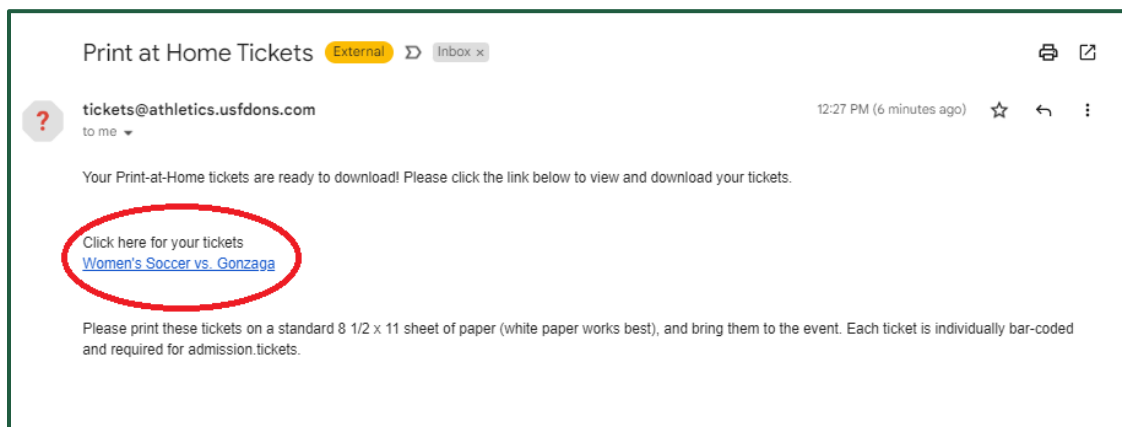 Print at Home Tickets External Inbox x
?
tickets@athletics.usfdons.com 12:27 PM (6 minutes ago)
to me
Your Print-at-Home tickets are ready to download! Please click the link below to view and download your tickets.
Click here for your tickets
Women's Soccer vs. Gonzaga
Please print these tickets on a standard 8 1/2 x 11 sheet of paper (white paper works best), and bring them to the event. Each ticket is individually bar-coded
and required for admission.tickets.